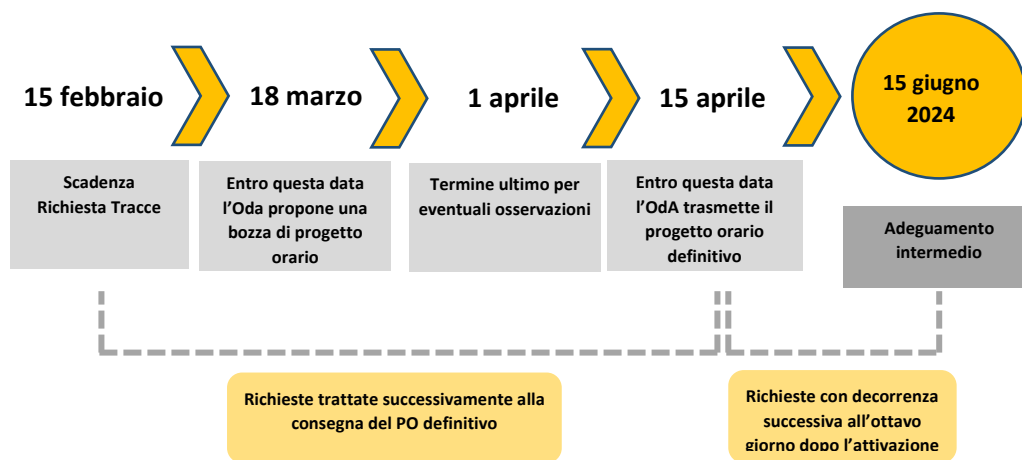 15 febbraio
18 marzo
1 aprile
15 aprile
15 giugno
2024
Scadenza
Richiesta Tracce
Entro questa data
l’Oda propone una
bozza di progetto
orario
Termine ultimo per
eventuali osservazioni
Entro questa data
l’OdA trasmette il
progetto orario
definitivo
Adeguamento
intermedio
Richieste trattate successivamente alla
consegna del PO definitivo
Richieste con decorrenza
successiva all’ottavo
giorno dopo l’attivazione